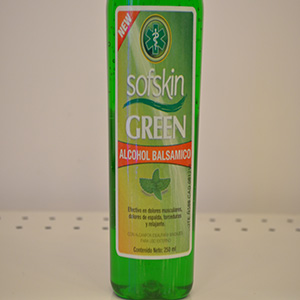 NEW
sofskin
GREEN
ALCOHOL BALSAMICO
Efectivo en dolores musculares,
dolores de espalda, torceduras y
relajante.
Contenido Neto: 250 ml